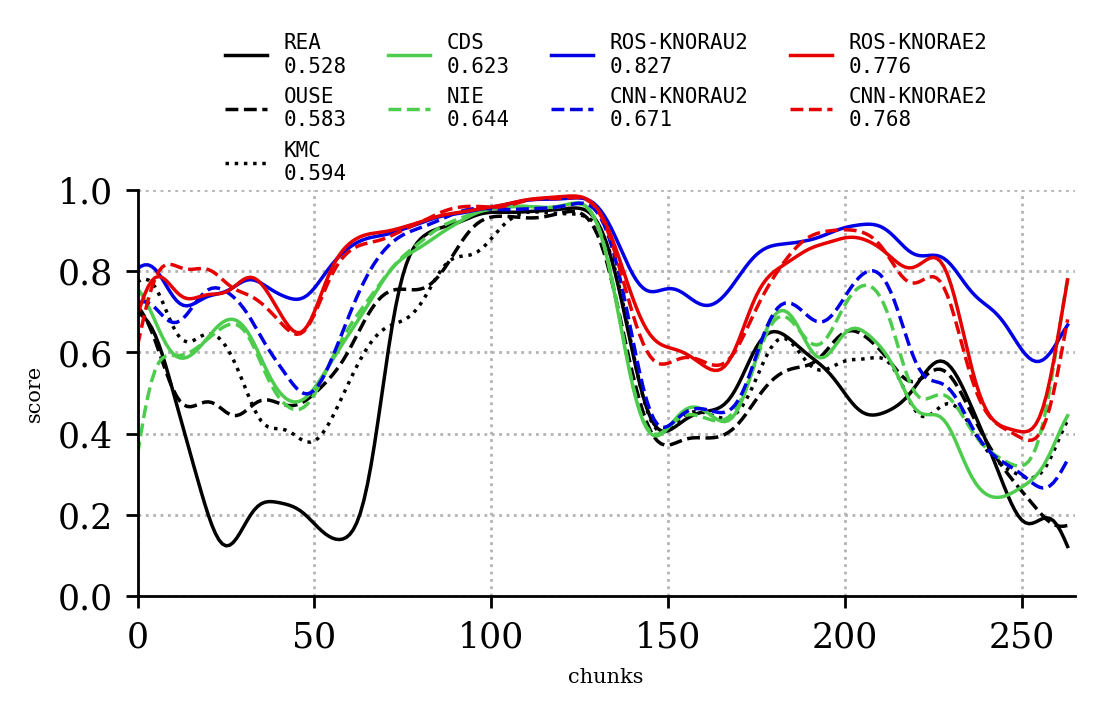 REA CDS ROS-KNORAU2 ROS-KNORAE2
0.528 0.623 0.827 0.776
OUSE NIE CNN-KNORAU2 CNN-KNORAE2
0.583 0.644 0.671 0.768
KMC
0.594
1.0
0.8
0.6
0.4
0.2
0.0
score
0 50 100 150 200 250
chunks